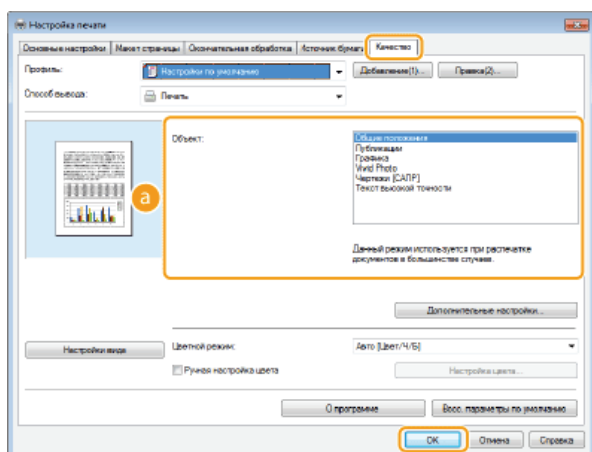 Настройка печати
Основные настройки Макет страницы Окончательная обработка Источник бумаги Качество
Профиль: Настройки по умолчанию Добавление(1)... Правка(2)...
Способ вывода: Печать
Объект: Общие положения
Публикации
Графика
Vivid Photo
Чертежи [САПР]
Текст высокой точности
a
Данный режим используется при распечатке
документов в большинстве случаев.
Дополнительные настройки...
Настройки вида Цветной режим: Авто [Цвет/Ч/Б]
Ручная настройка цвета Настройки цвета...
О программе Восс. параметры по умолчанию
OK Отмена Справка